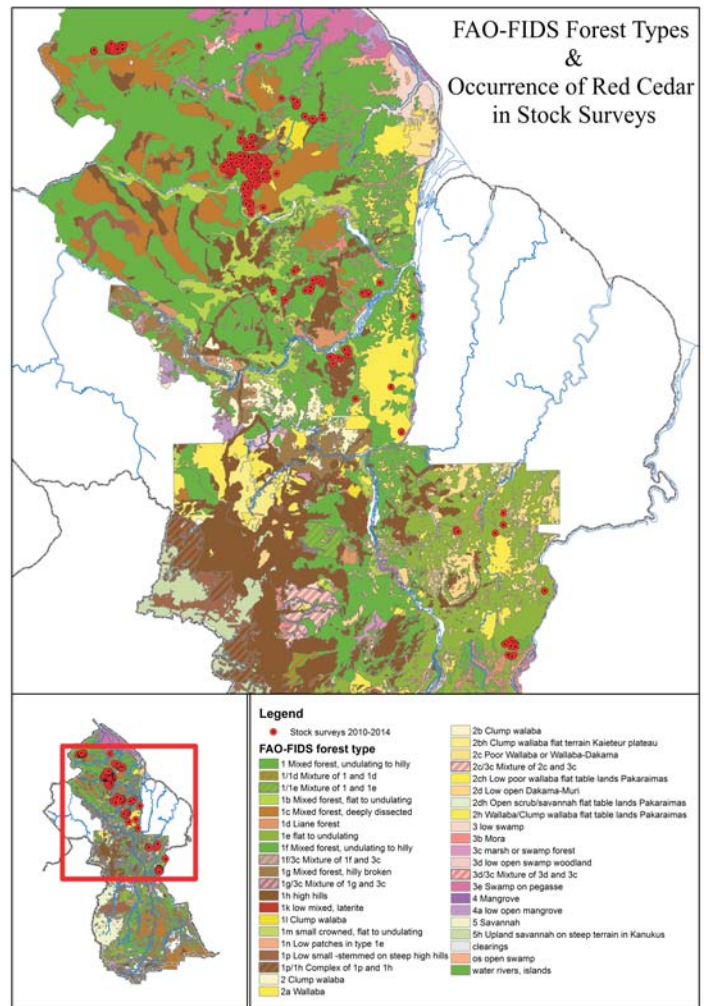 FAO-FIDS Forest Types
&
Occurrence of Red Cedar
in Stock Surveys
Legend
Stock surveys 2010-2014
FAO-FIDS forest type
1 Mixed forest, undulating to hilly
1/1d Mixture of 1 and 1d
1/1e Mixture of 1 and 1e
1b Mixed forest, flat to undulating
1c Mixed forest, deeply dissected
1d Liane forest
1e flat to undulating
1f Mixed forest, undulating to hilly
1f/3c Mixture of 1f and 3c
1g Mixed forest, hilly broken
1g/3c Mixture of 1g and 3c
1h high hills
1k low mixed, laterite
1l Clump walaba
1m small crowned, flat to undulating
1n Low patches in type 1e
1p Low small -stemmed on steep high hills
1p/1h Complex of 1p and 1h
2 Clump walaba
2a Wallaba
2b Clump walaba
2bh Clump wallaba flat terrain Kaieteur plateau
2c Poor Wallaba or Wallaba-Dakama
2c/3c Mixture of 2c and 3c
2ch Low poor wallaba flat table lands Pakaraimas
2d Low open Dakama-Muri
2dh Open scrub/savannah flat table lands Pakaraimas
2h Wallaba/Clump wallaba flat table lands Pakaraimas
3 low swamp
3b Mora
3c marsh or swamp forest
3d low open swamp woodland
3d/3c Mixture of 3d and 3c
3e Swamp on pegasse
4 Mangrove
4a low open mangrove
5 Savannah
5h Upland savannah on steep terrain in Kanukus
clearings
os open swamp
water rivers, islands